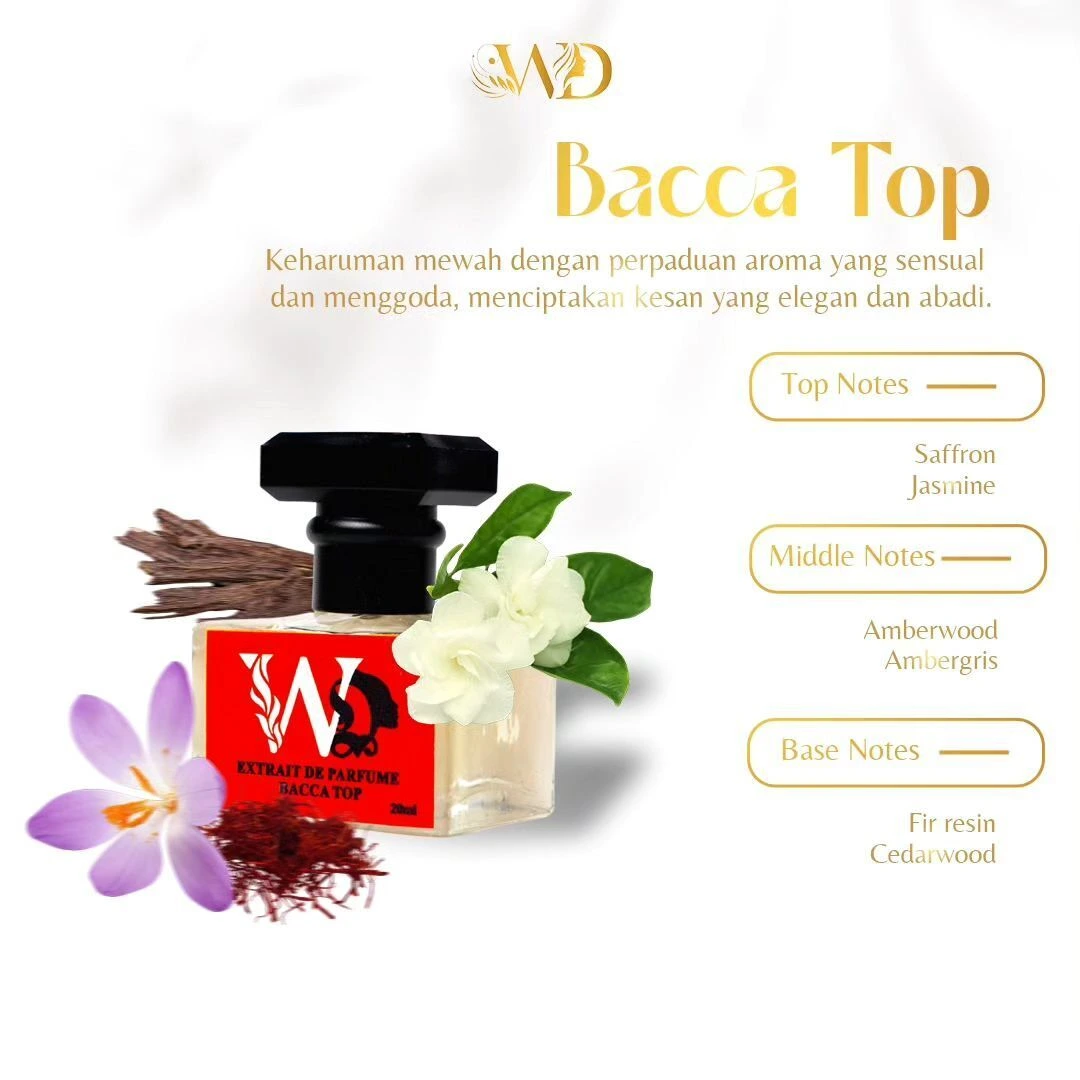 WD
Bacca Top
Keharuman mewah dengan perpaduan aroma yang sensual
dan menggoda, menciptakan kesan yang elegan dan abadi.
Top Notes
Saffron
Jasmine
Middle Notes
Amberwood
Ambergris
Base Notes
Fir resin
Cedarwood
WD
EXTRAIT DE PARFUME
BACCA TOP
20ml